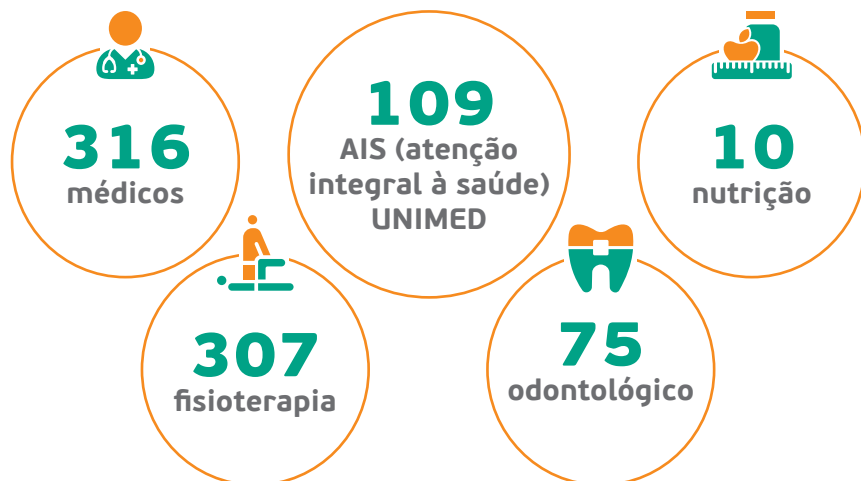 316
médicos
109
AIS (atenção
integral à saúde)
UNIMED
10
nutrição
307
fisioterapia
75
odontológico